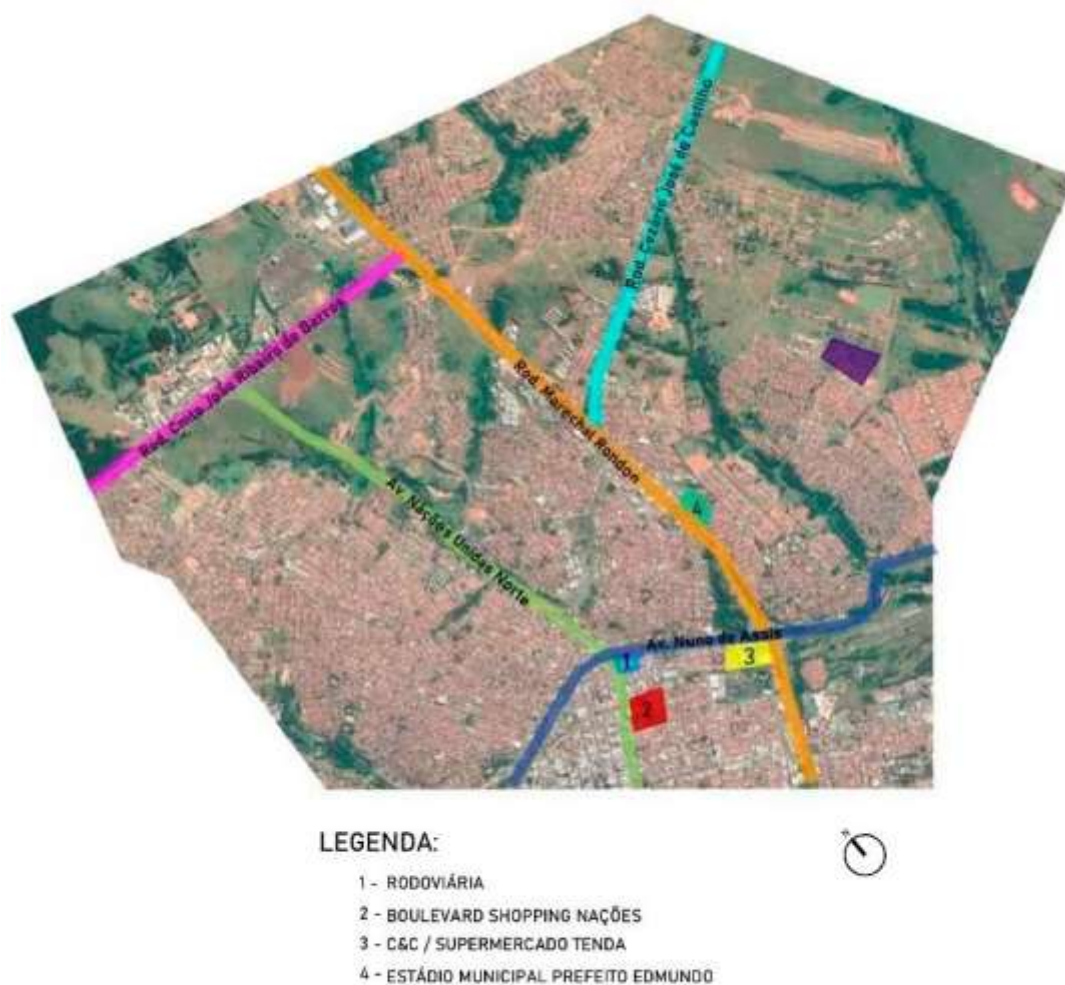 Rod. Cezário José de Castilho
Rod. Cmte João Ribeiro de Barros
Rod. Marechal Rondon
4
Av. Nações Unidas Norte
Av. Nuno de Assis
1
3
2
LEGENDA:
N
1 - RODOVIÁRIA
2 - BOULEVARD SHOPPING NAÇÕES
3 - C&C / SUPERMERCADO TENDA
4 - ESTÁDIO MUNICIPAL PREFEITO EDMUNDO